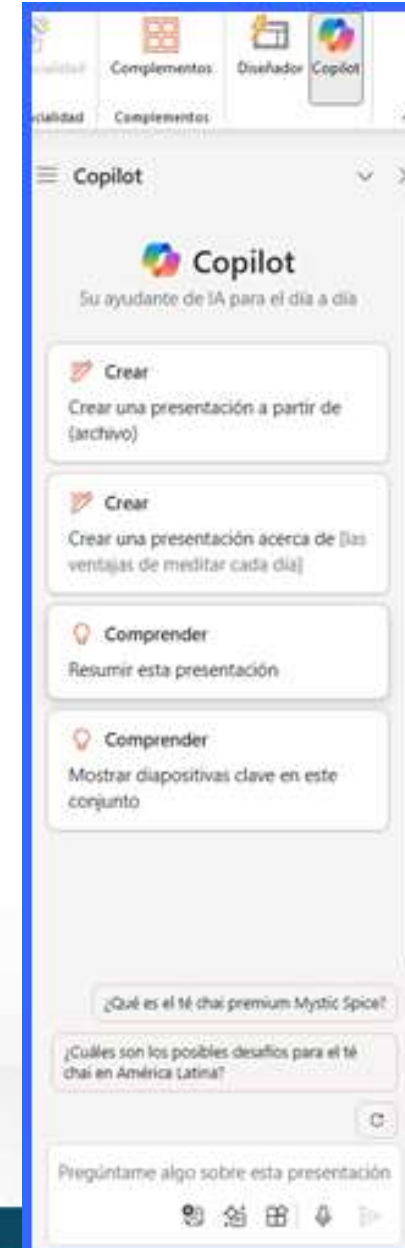 Complementos
Diseñador
Copilot
Complementos
Copilot
Copilot
Su ayudante de IA para el día a día
Crear
Crear una presentación a partir de
{archivo}
Crear
Crear una presentación acerca de [las
ventajas de meditar cada día]
Comprender
Resumir esta presentación
Comprender
Mostrar diapositivas clave en este
conjunto
¿Qué es el té chai premium Mystic Spice?
¿Cuáles son los posibles desafíos para el té
chai en América Latina?
Pregúntame algo sobre esta presentación